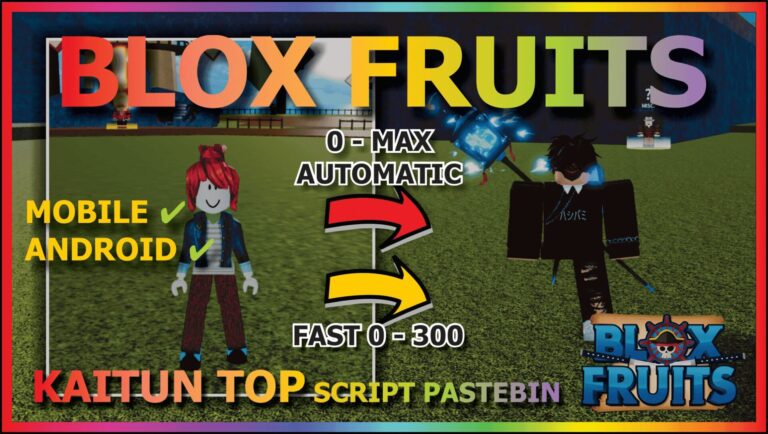 BLOX FRUITS
0 - MAX
AUTOMATIC
MOBILE ✓
ANDROID ✓
FAST 0 - 300
KAITUN TOP SCRIPT PASTEBIN
BLOX
FRUITS